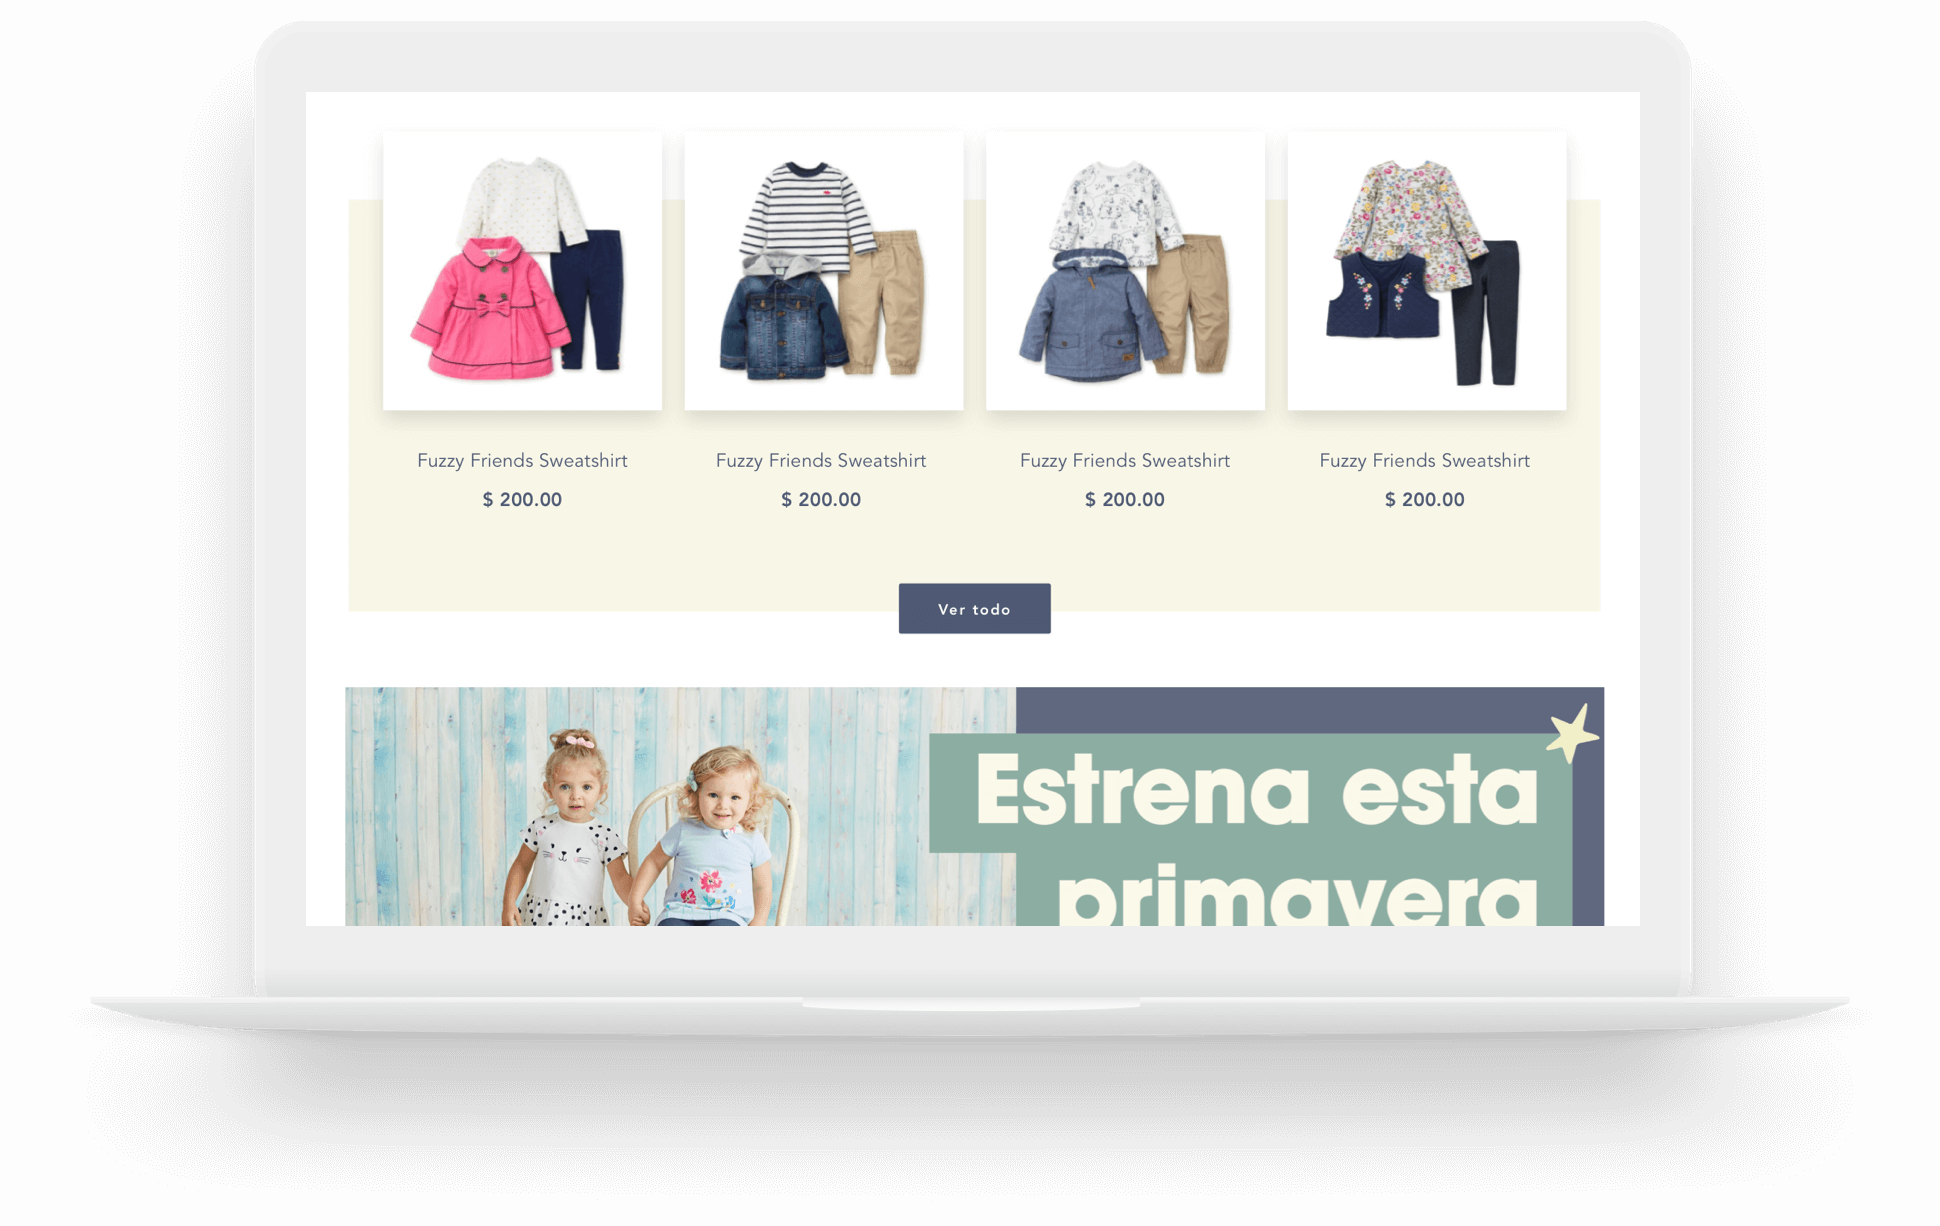 Fuzzy Friends Sweatshirt
$ 200.00
Fuzzy Friends Sweatshirt
$ 200.00
Fuzzy Friends Sweatshirt
$ 200.00
Fuzzy Friends Sweatshirt
$ 200.00
Ver todo
Estrena esta
primavera